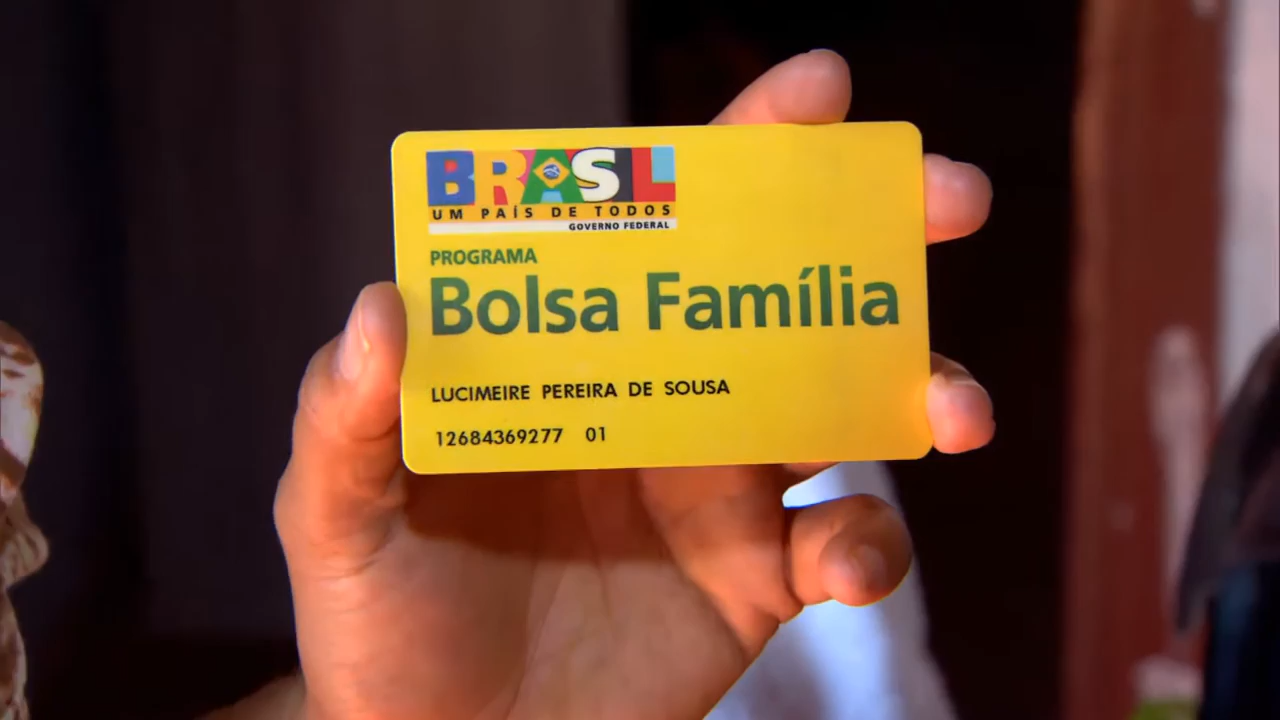 BRASIL
UM PAÍS DE TODOS
GOVERNO FEDERAL
PROGRAMA
Bolsa Família
LUCIMEIRE PEREIRA DE SOUSA
12684369277 01